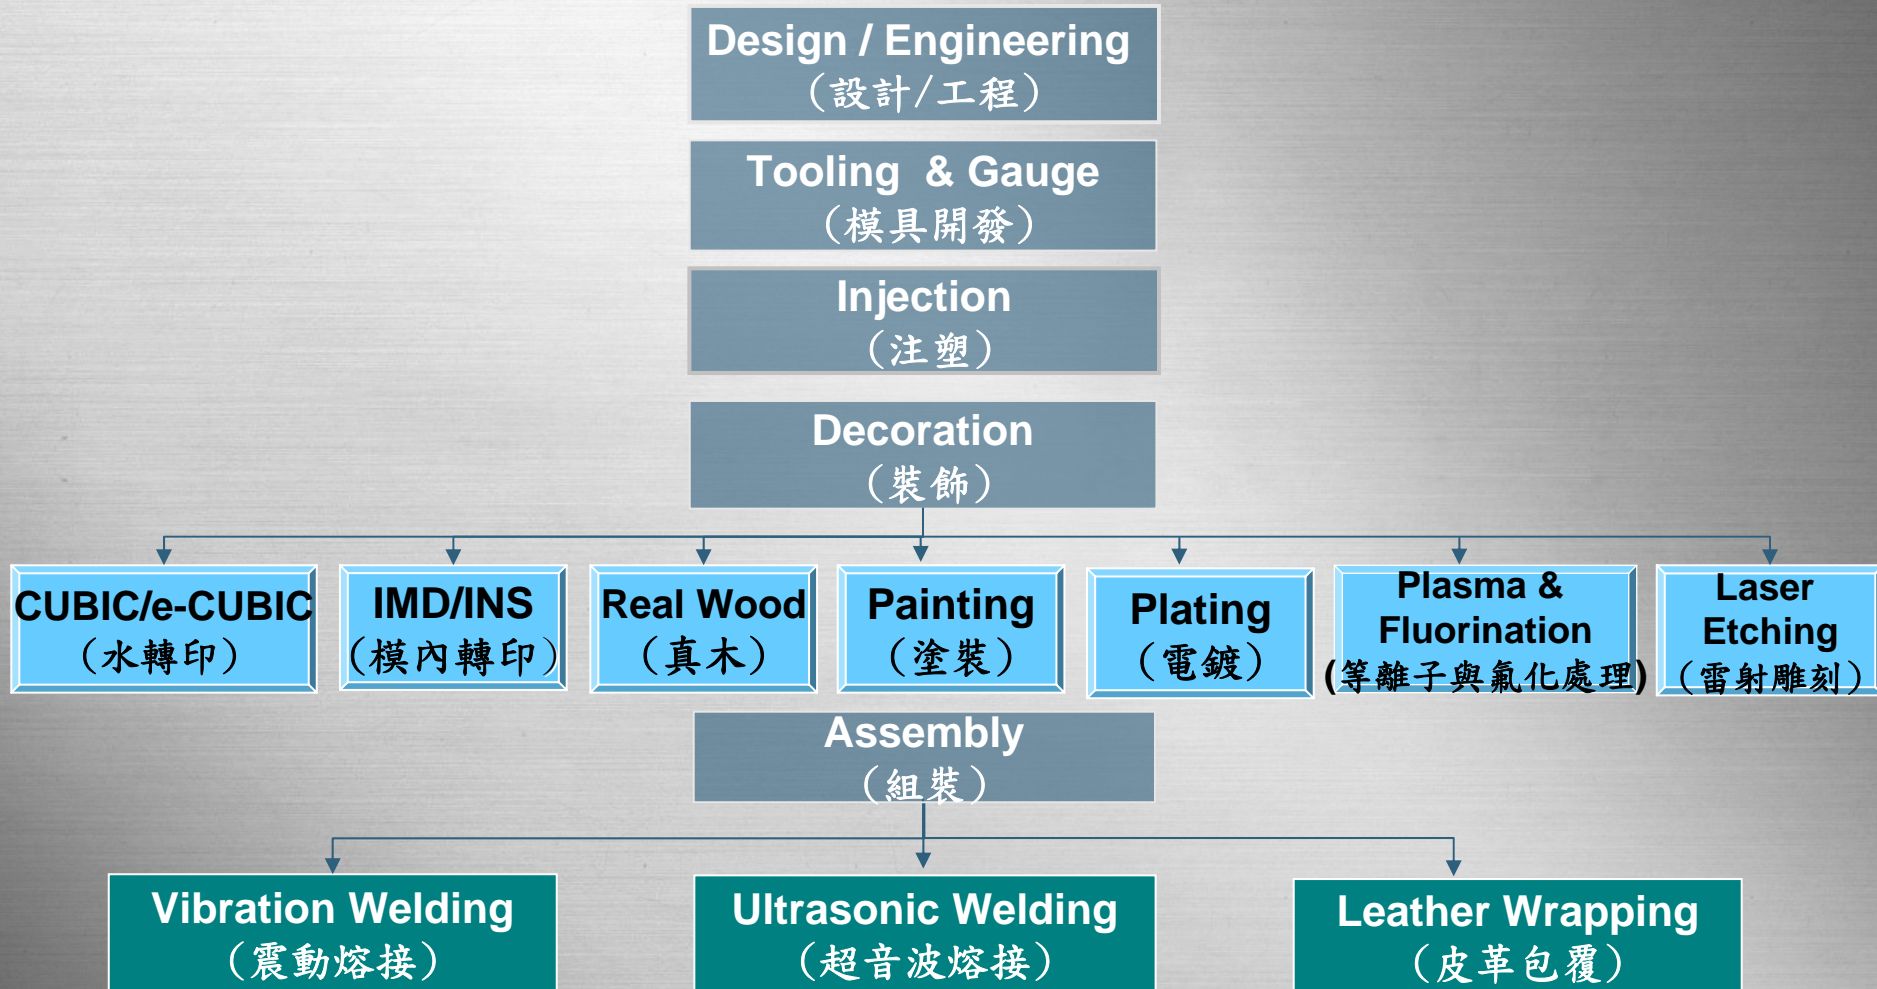 Design / Engineering
（設計/工程）
Tooling & Gauge
（模具開發）
Injection
（注塑）
Decoration
（裝飾）
CUBIC/e-CUBIC
（水轉印）
IMD/INS
（模內轉印）
Real Wood
（真木）
Painting
（塗裝）
Plating
（電鍍）
Plasma &
Fluorination
(等離子與氟化處理)
Laser
Etching
（雷射雕刻）
Assembly
（組裝）
Vibration Welding
（震動熔接）
Ultrasonic Welding
（超音波熔接）
Leather Wrapping
（皮革包覆）